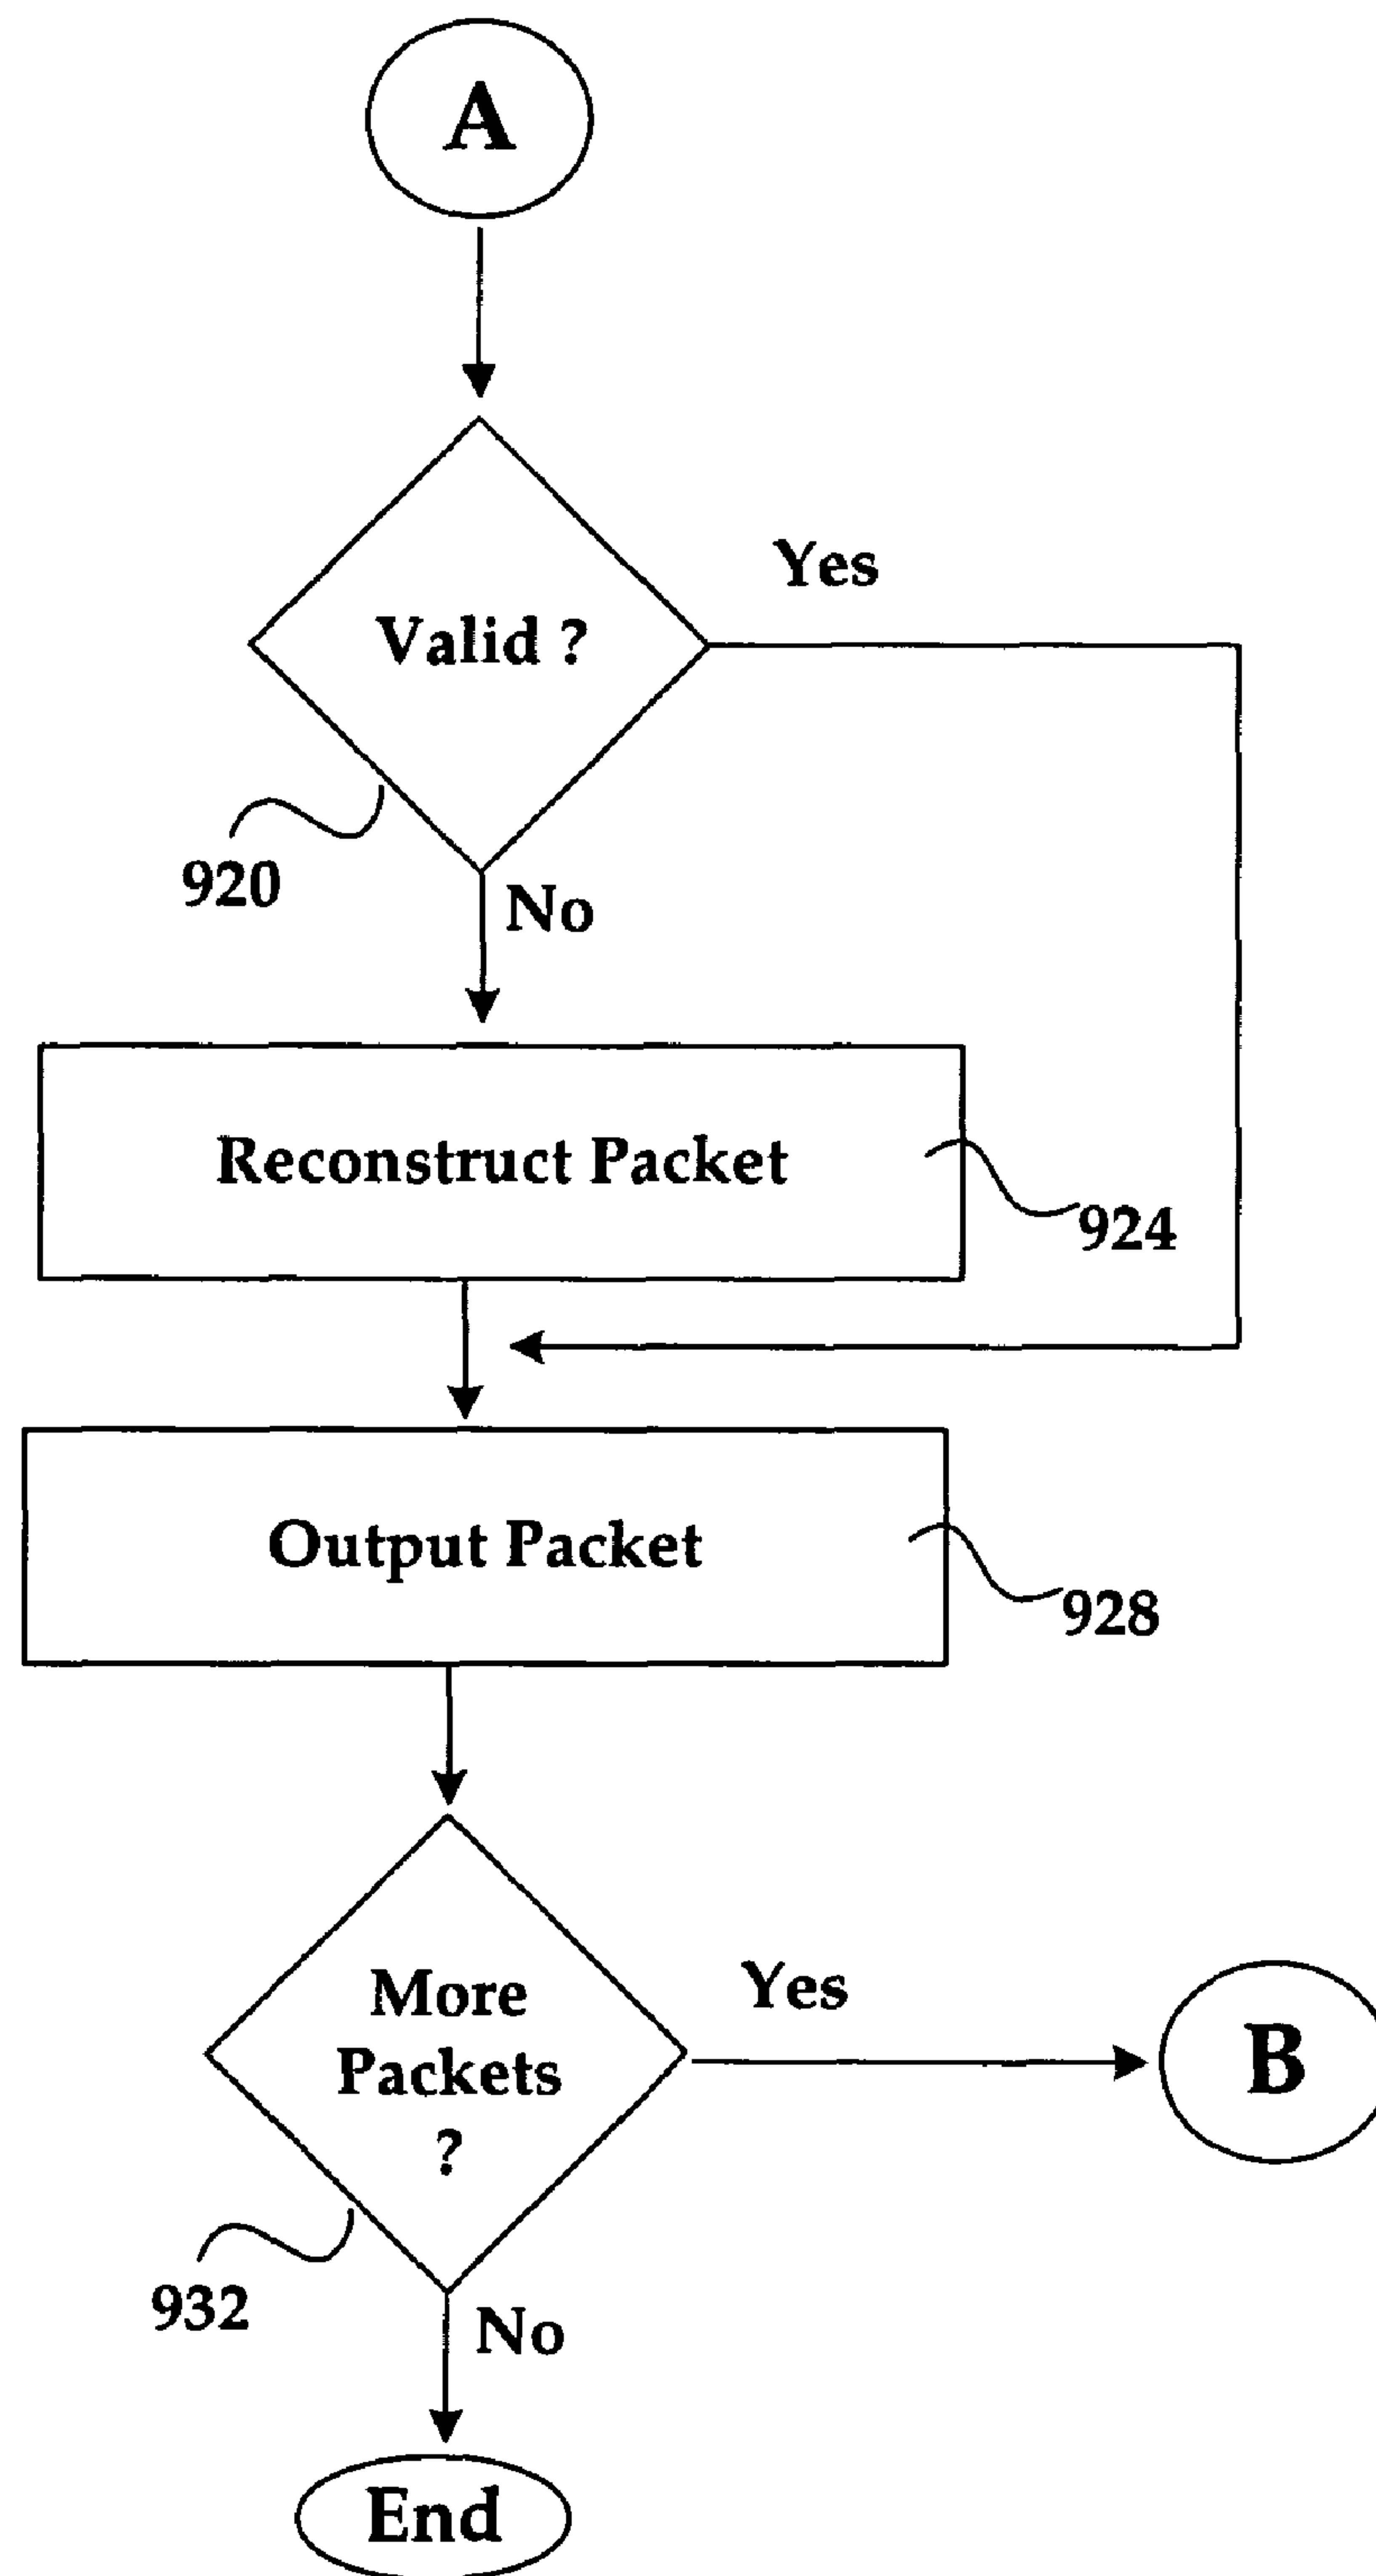 A
Yes
Valid ?
920
No
Reconstruct Packet
924
Output Packet
928
More
Packets
?
Yes
B
932
No
End